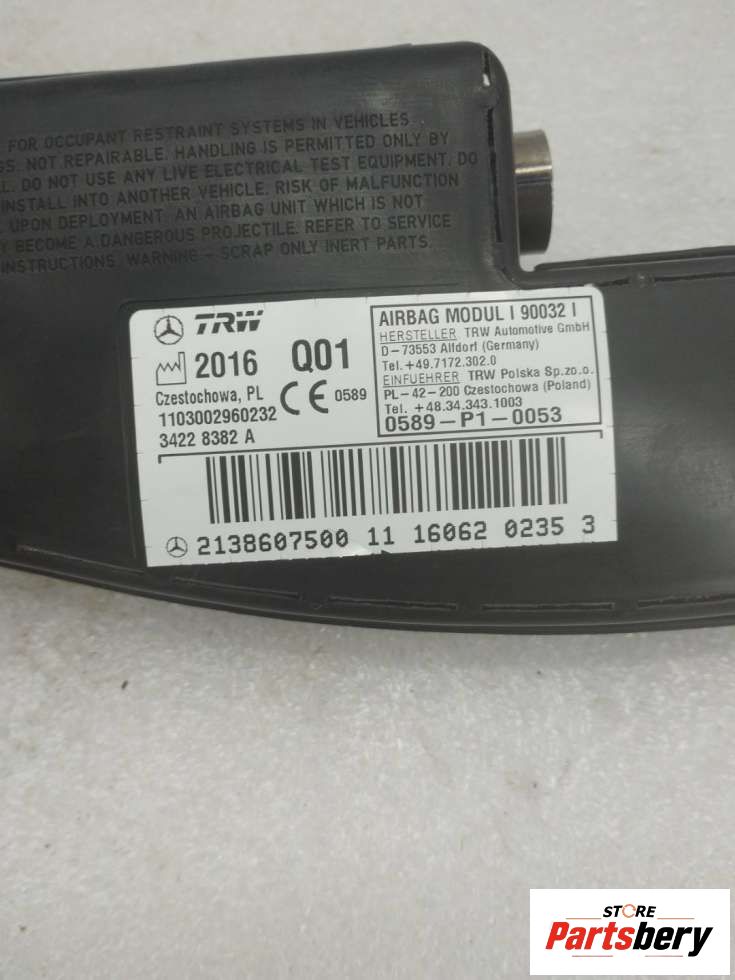 FOR OCCUPANT RESTRAINT SYSTEMS IN VEHICLES
GS. NOT REPAIRABLE. HANDLING IS PERMITTED ONLY BY
L. DO NOT USE ANY LIVE ELECTRICAL TEST EQUIPMENT. DO
INSTALL INTO ANOTHER VEHICLE. RISK OF MALFUNCTION
UPON DEPLOYMENT. AN AIRBAG UNIT WHICH IS NOT
Y BECOME A DANGEROUS PROJECTILE. REFER TO SERVICE
INSTRUCTIONS. WARNING - SCRAP ONLY INERT PARTS.
TRW
2016 Q01
Czestochowa, PL
1103002960232
34228382 A
CE 0589
AIRBAG MODUL I 90032 I
HERSTELLER TRW Automotive GmbH
D-73553 Alfdorf (Germany)
Tel.+49.7172.302.0
EINFUEHRER TRW Polska Sp.zo.o.
PL-42-200 Czestochowa (Poland)
Tel. +48.34.343.1003
0589-P1-0053
2138607500 11 16062 0235 3
STORE
Partsbery